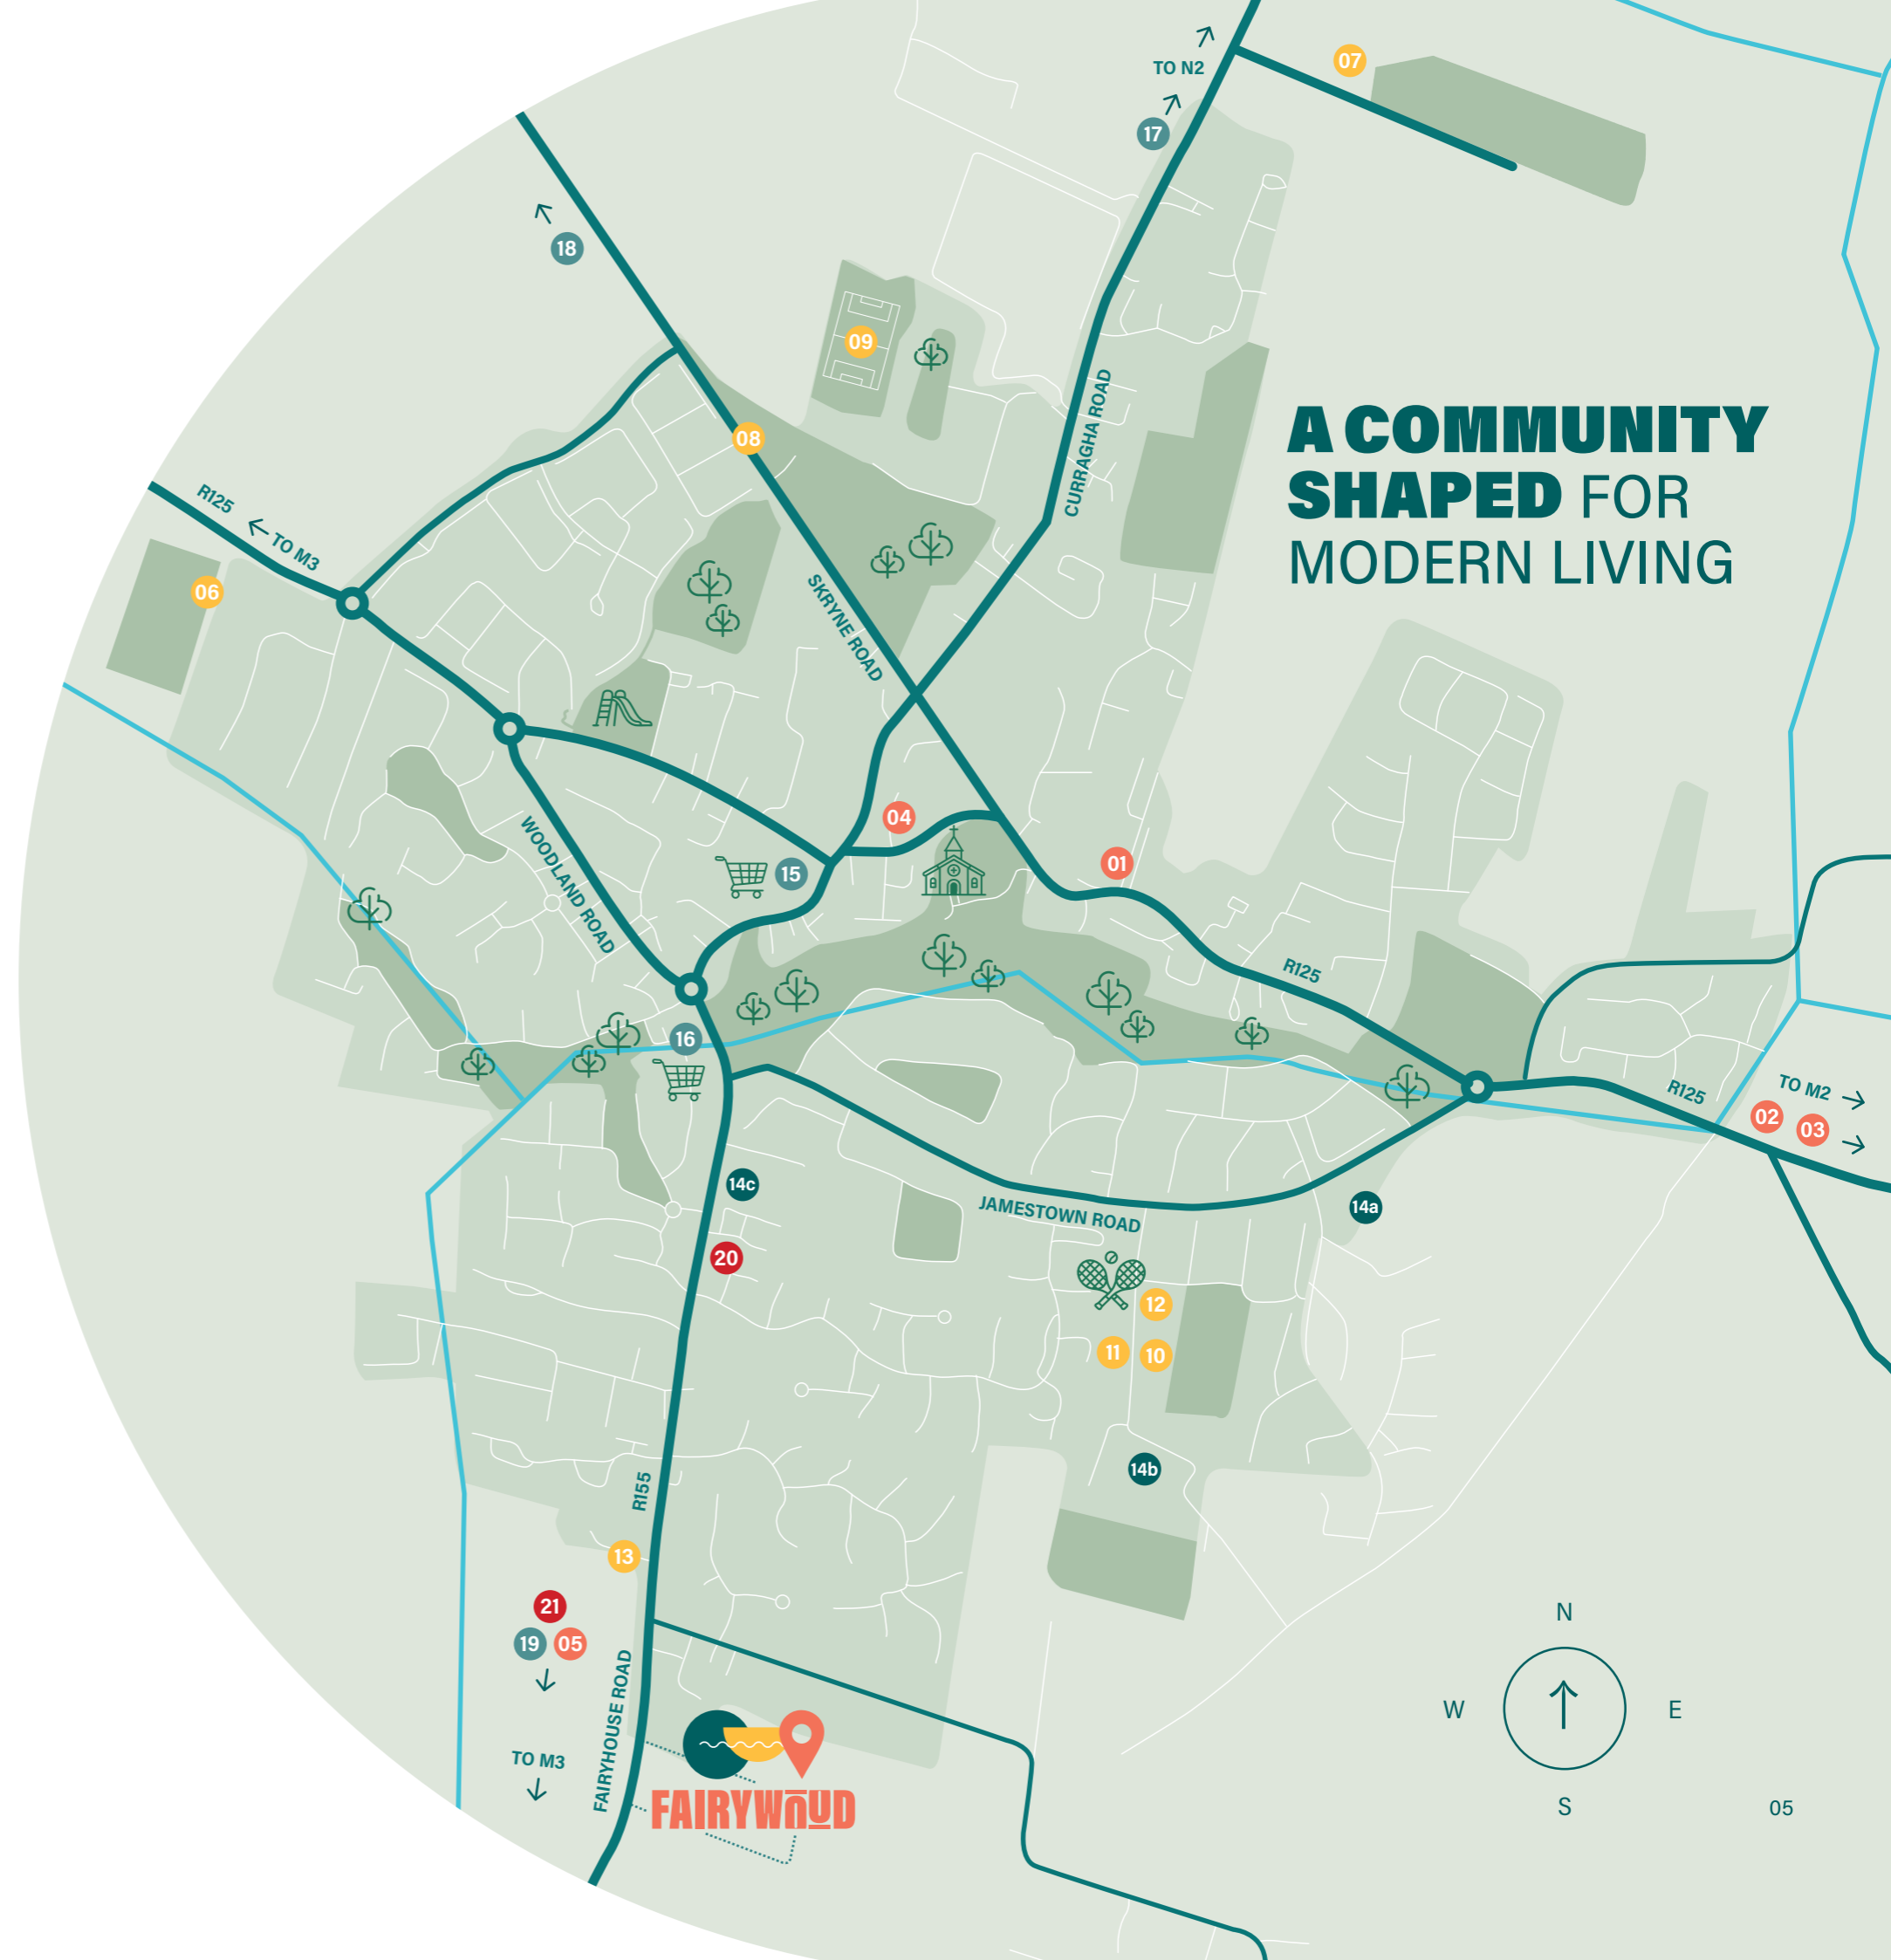 07
TO N2
17
18
09
A COMMUNITY
SHAPED FOR
MODERN LIVING
CURRAGHA ROAD
08
R125
TO M3
06
SKRYNE ROAD
04
WOODLAND ROAD
15
01
R125
16
R125
TO M2
02
03
14c
14a
JAMESTOWN ROAD
20
12
11
10
14b
R155
13
21
19
05
FAIRYHOUSE ROAD
TO M3
FAIRYWOUD
N
W
E
S
05